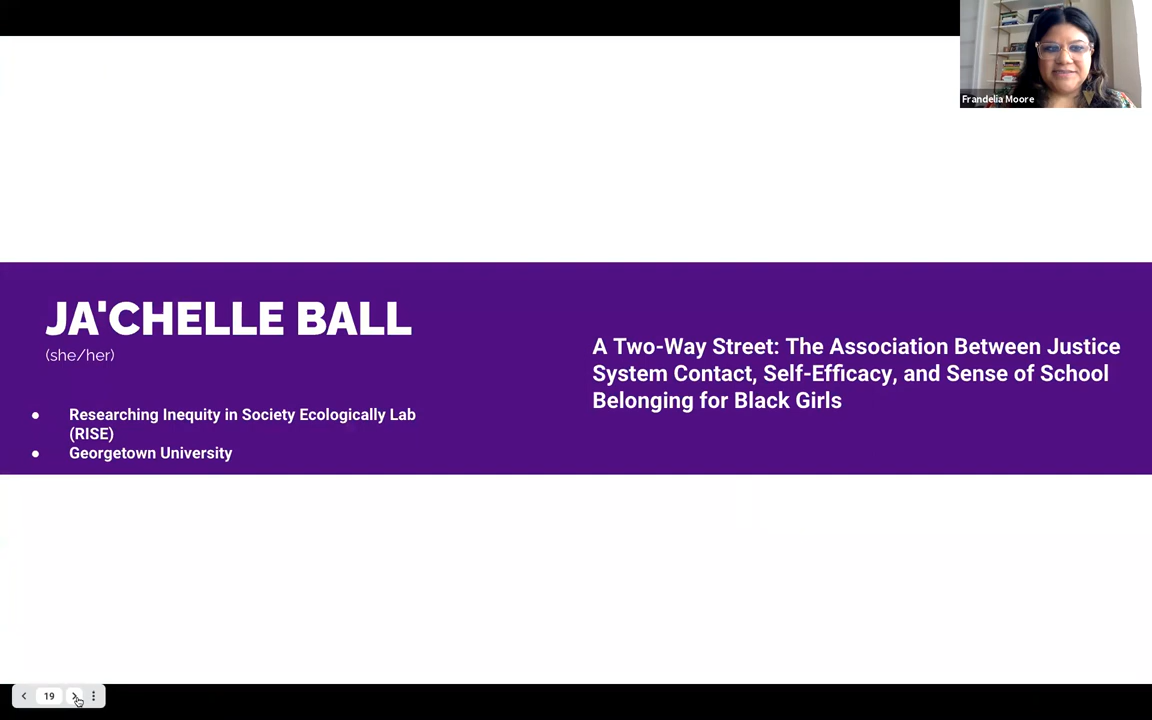 Frandelia Moore
JA'CHELLE BALL
(she/her)
● Researching Inequity in Society Ecologically Lab
(RISE)
● Georgetown University
A Two-Way Street: The Association Between Justice
System Contact, Self-Efficacy, and Sense of School
Belonging for Black Girls
19